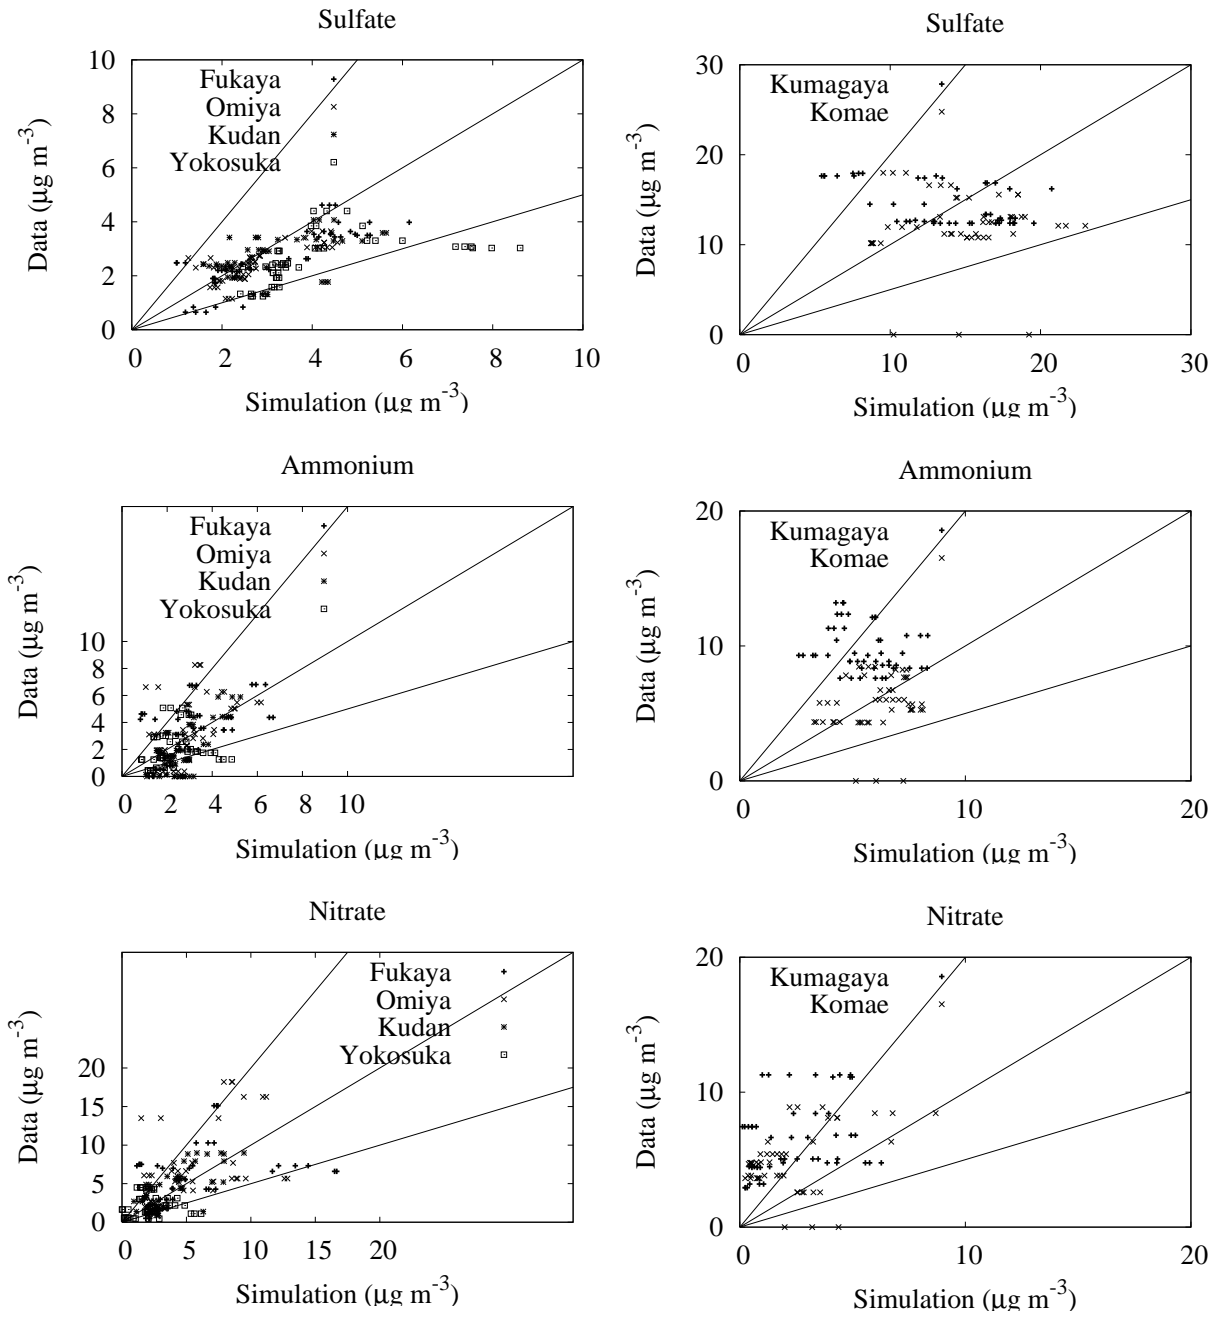 Sulfate
10
8
6
4
2
0
0 2 4 6 8 10
Data (μg m-3)
Simulation (μg m-3)
Fukaya
Omiya
Kudan
Yokosuka
Sulfate
30
20
10
0
0 10 20 30
Data (μg m-3)
Simulation (μg m-3)
Kumagaya
Komae
Ammonium
10
8
6
4
2
0
0 2 4 6 10
Data (μg m-3)
Simulation (μg m-3)
Fukaya
Omiya
Kudan
Yokosuka
Ammonium
20
10
0
0 10 20
Data (μg m-3)
Simulation (μg m-3)
Kumagaya
Komae
Nitrate
20
15
10
5
0
0 5 10 15 20
Data (μg m-3)
Simulation (μg m-3)
Fukaya
Omiya
Kudan
Yokosuka
Nitrate
20
10
0
0 10 20
Data (μg m-3)
Simulation (μg m-3)
Kumagaya
Komae